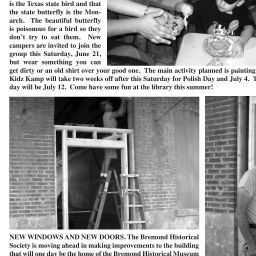 is the Texas state bird and that
the state butterfly is the Mon-
arch. The beautiful butterfly
is poisonous for a bird so they
don't try to eat them. New
campers are invited to join the
group this Saturday, June 21,
but wear something you can
get dirty or an old shirt over your good one. The main activity planned is painting
Kidz Kamp will take two weeks off after this Saturday for Polish Day and July 4.
day will be July 12. Come have some fun at the library this summer!
NEW WINDOWS AND NEW DOORS. The Bremond Historical
Society is moving ahead in making improvements to the building
that will one day be the home of the Bremond Historical Museum